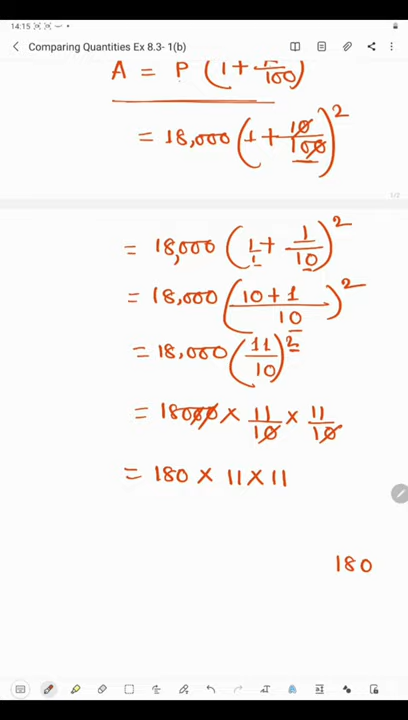 14:15
Comparing Quantities Ex 8.3- 1(b)
A = P (1 + r/100)
= 18,000 (1 + 10/100)²
1/2
= 18,000 (1/1 + 1/10)²
= 18,000 (10+1/10)²
= 18,000 (11/10)²
= 18000 × 11/10 × 11/10
= 180 × 11 × 11
180